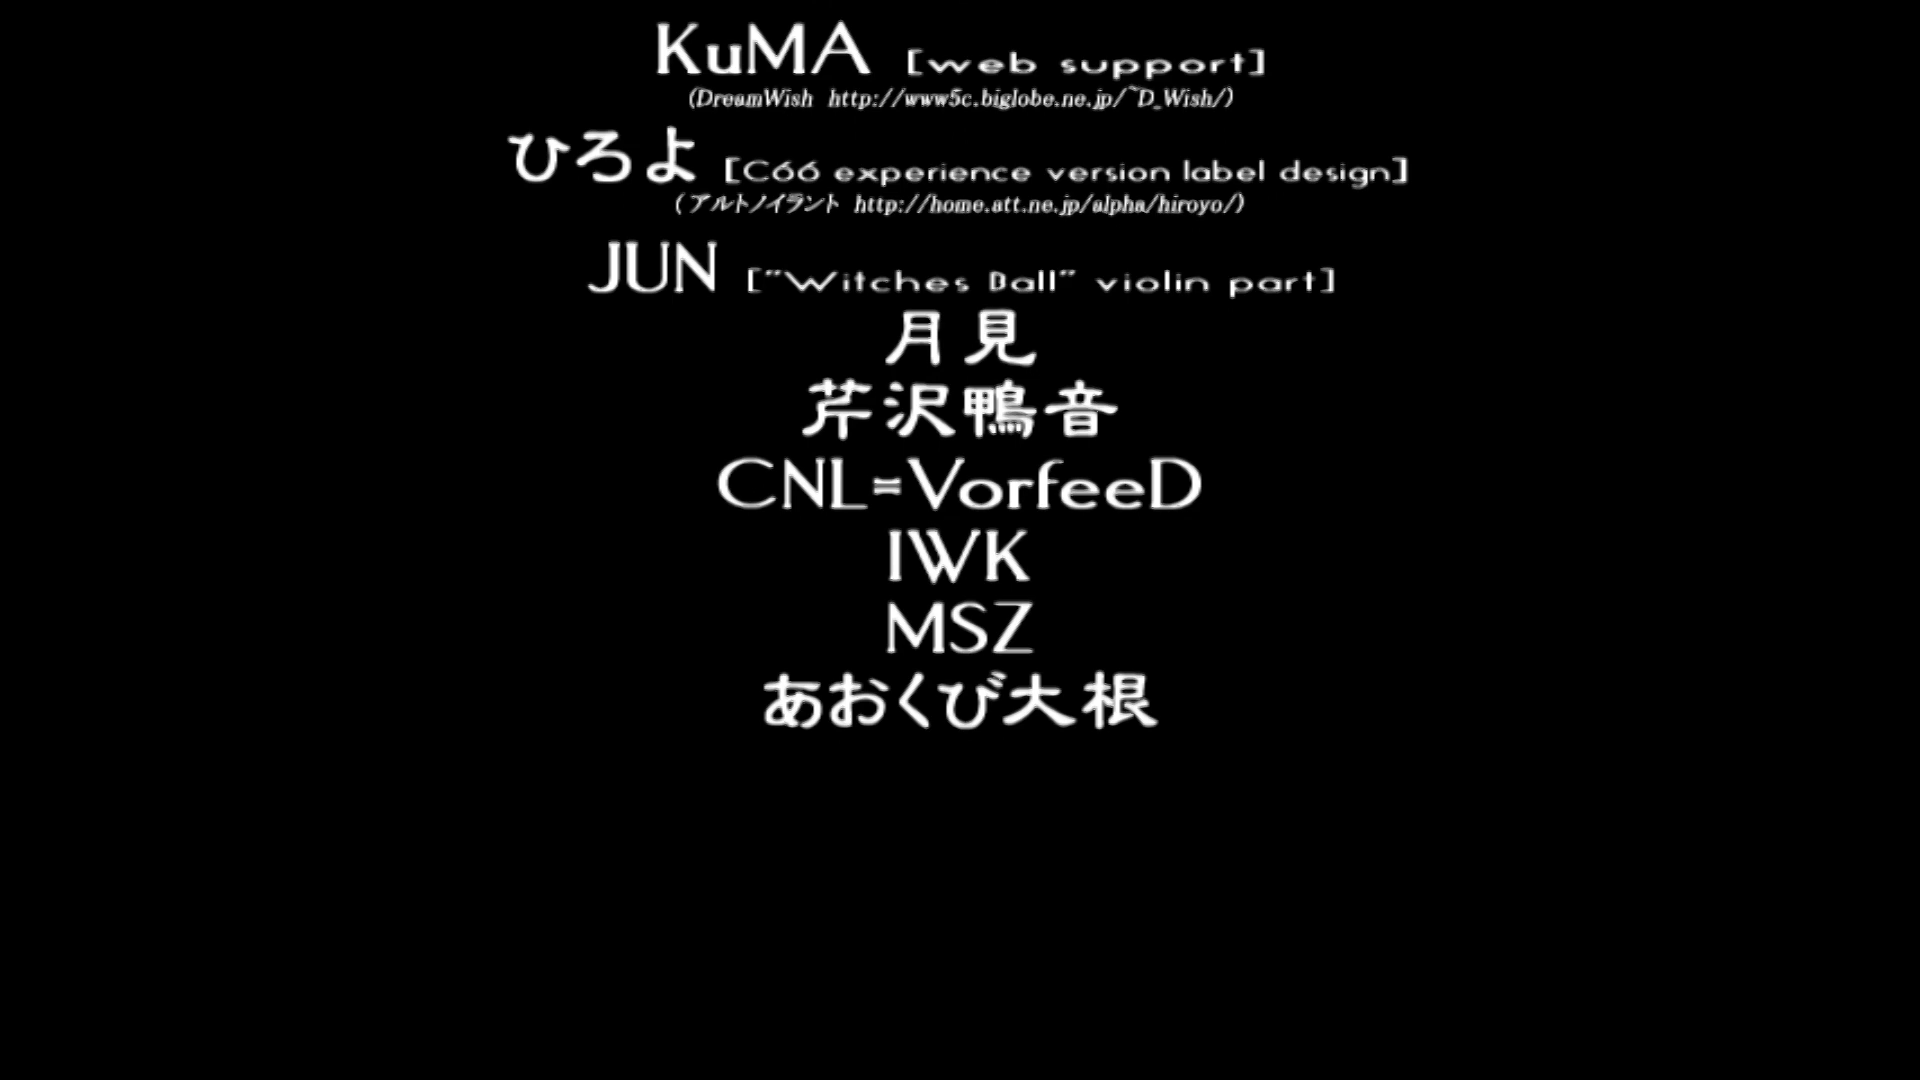 KuMA [web support]
(DreamWish http://www5c.biglobe.ne.jp/~D_Wish/)
ひろよ [C66 experience version label design]
(アルトノイラント http://home.att.ne.jp/alpha/hiroyo/)
JUN ["Witches Ball" violin part]
月見
芹沢鴨音
CNL=VorfeeD
IWK
MSZ
あおくび大根